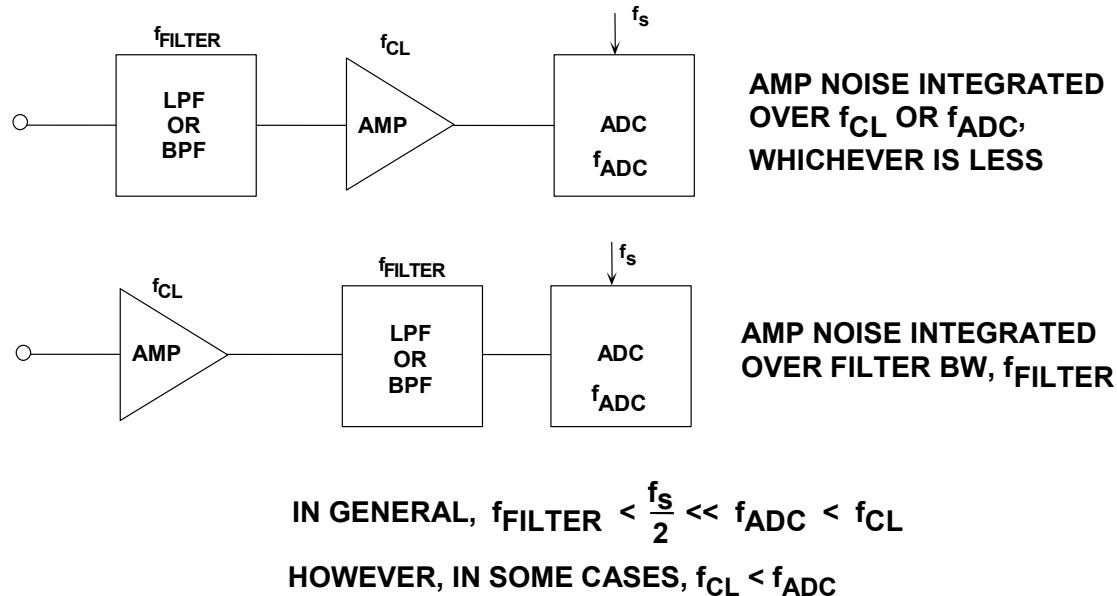 fs
fFILTER
fCL
LPF
OR
BPF
AMP
ADC
fADC
AMP NOISE INTEGRATED
OVER fCL OR fADC,
WHICHEVER IS LESS
fs
fFILTER
fCL
AMP
LPF
OR
BPF
ADC
fADC
AMP NOISE INTEGRATED
OVER FILTER BW, fFILTER
IN GENERAL, fFILTER < fs/2 << fADC < fCL
HOWEVER, IN SOME CASES, fCL < fADC